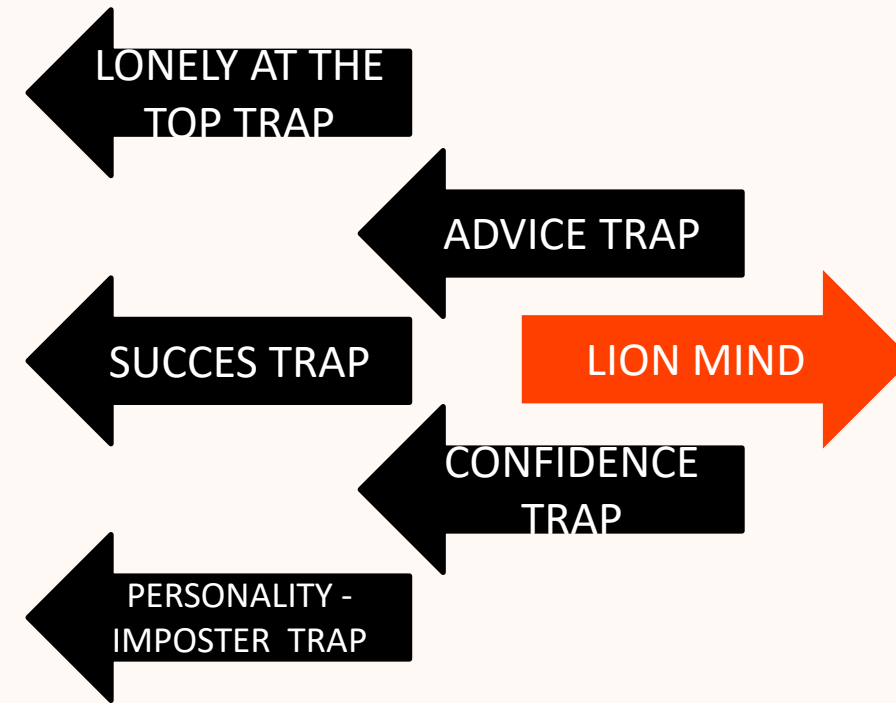 LONELY AT THE
TOP TRAP
ADVICE TRAP
SUCCES TRAP
LION MIND
CONFIDENCE
TRAP
PERSONALITY -
IMPOSTER  TRAP